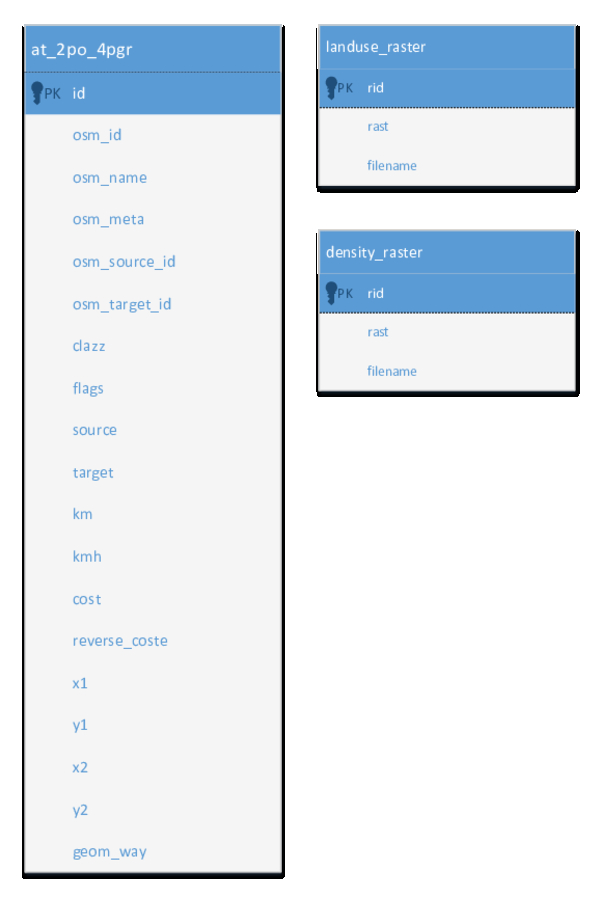 at_2po_4pgr
PK id
osm_id
osm_name
osm_meta
osm_source_id
osm_target_id
clazz
flags
source
target
km
kmh
cost
reverse_coste
x1
y1
x2
y2
geom_way
landuse_raster
PK rid
rast
filename
density_raster
PK rid
rast
filename